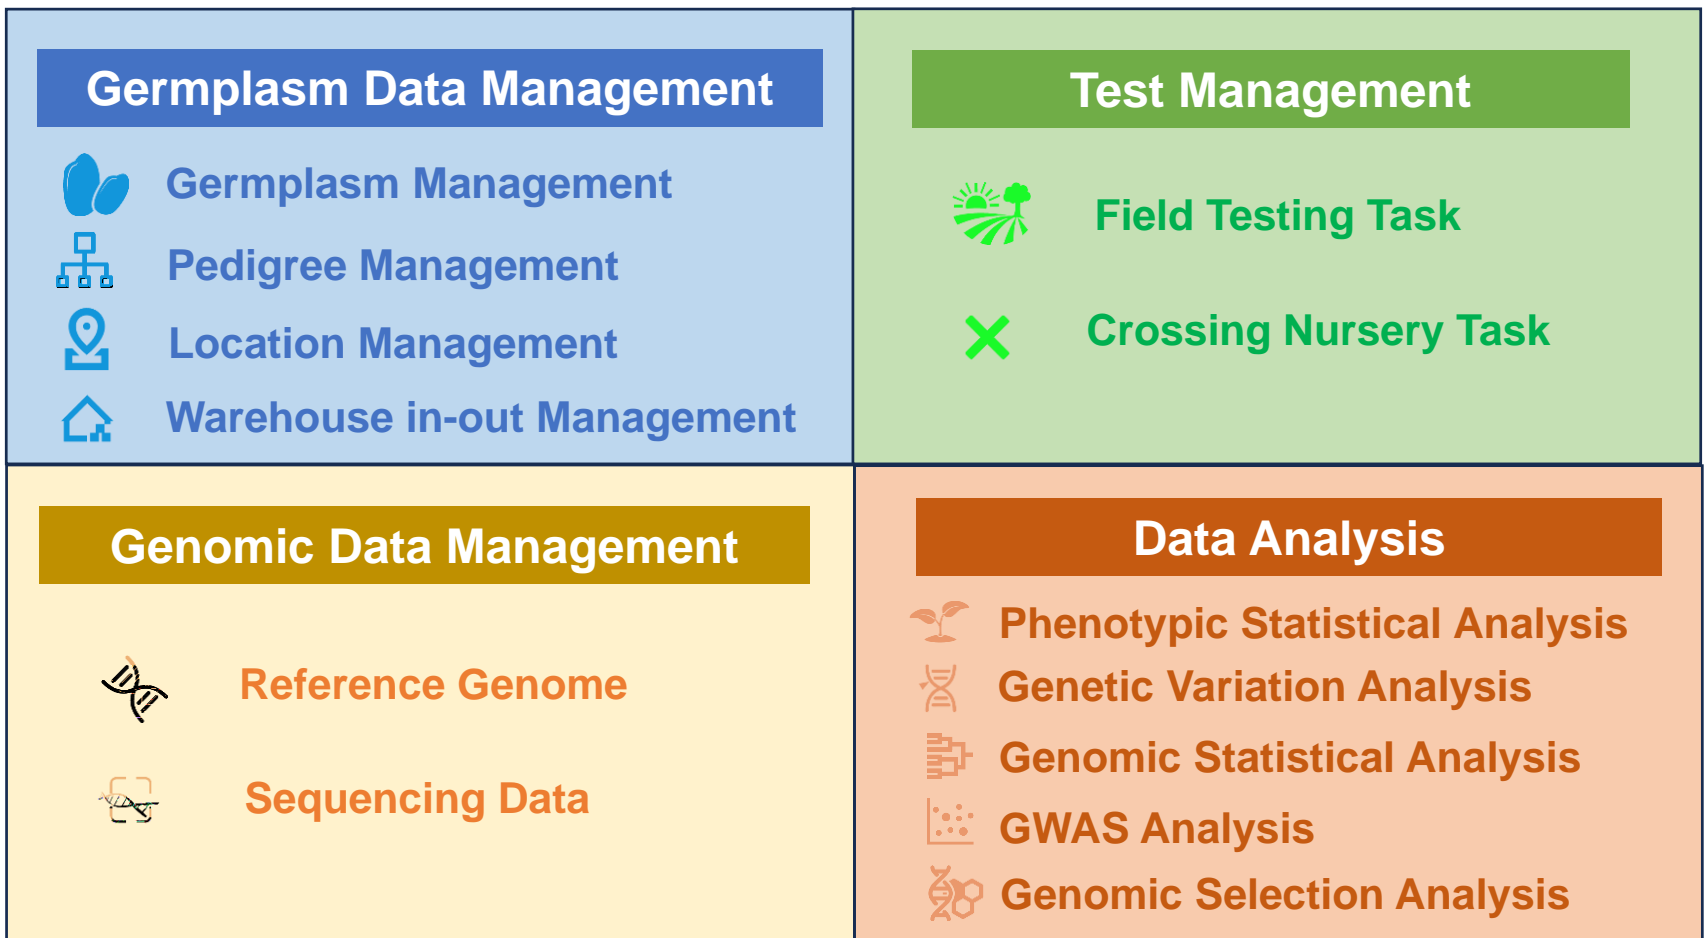 Germplasm Data Management
Germplasm Management
Pedigree Management
Location Management
Warehouse in-out Management
Test Management
Field Testing Task
Crossing Nursery Task
Genomic Data Management
Reference Genome
Sequencing Data
Data Analysis
Phenotypic Statistical Analysis
Genetic Variation Analysis
Genomic Statistical Analysis
GWAS Analysis
Genomic Selection Analysis